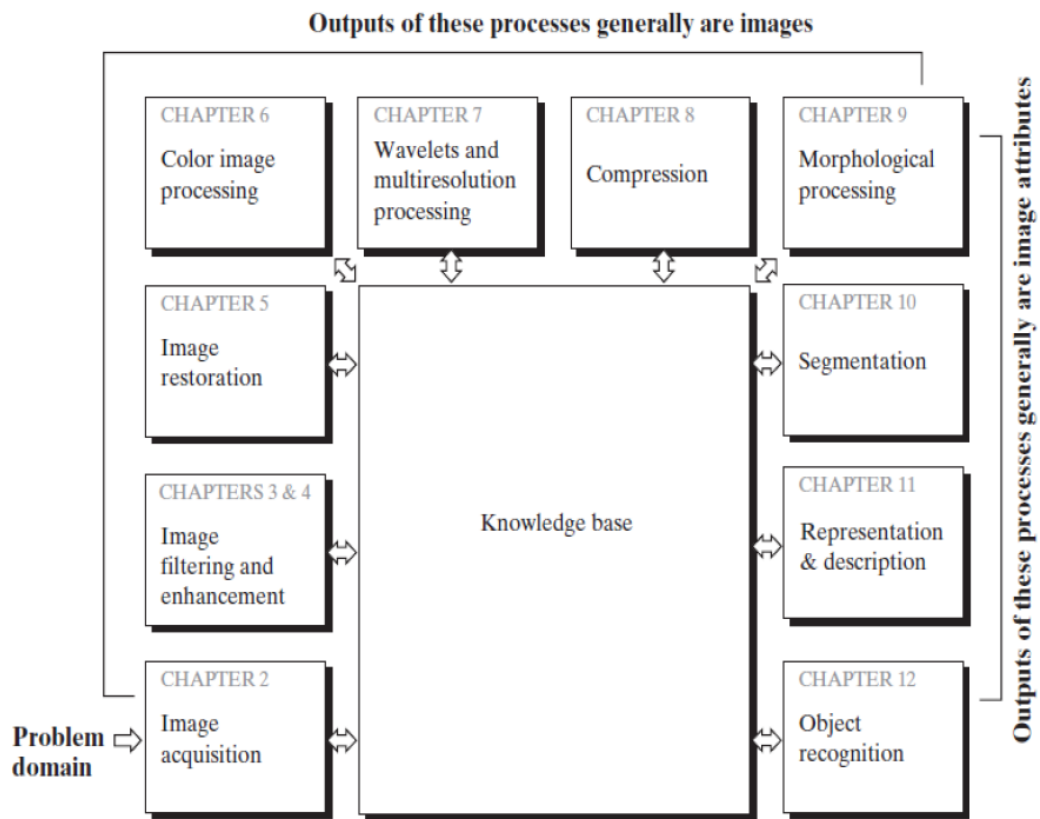 Outputs of these processes generally are images
CHAPTER 6
Color image
processing
CHAPTER 7
Wavelets and
multiresolution
processing
CHAPTER 8
Compression
CHAPTER 9
Morphological
processing
CHAPTER 5
Image
restoration
CHAPTER 10
Segmentation
CHAPTERS 3 & 4
Image
filtering and
enhancement
Knowledge base
CHAPTER 11
Representation
& description
CHAPTER 2
Image
acquisition
CHAPTER 12
Object
recognition
Problem
domain
Outputs of these processes generally are image attributes